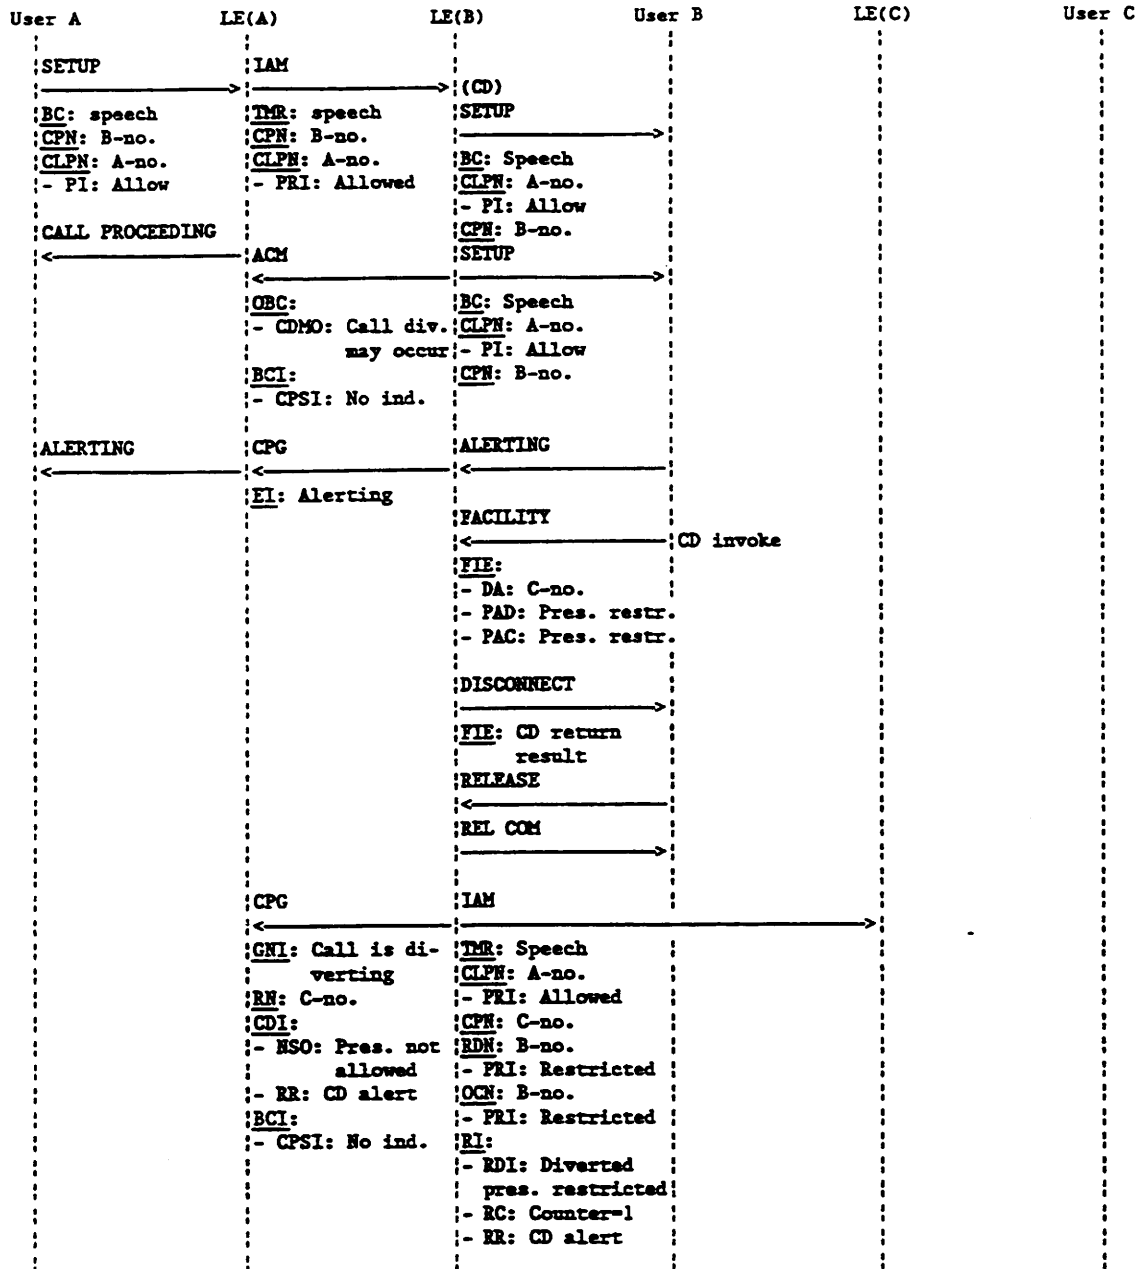 User A LE(A) LE(B) User B LE(C) User C
SETUP IAM
(CD)
BC: speech TMR: speech SETUP
CPN: B-no. CPN: B-no.
CLPN: A-no. CLPN: A-no. BC: Speech
- PI: Allow - PRI: Allowed CLPN: A-no.
- PI: Allow
CALL PROCEEDING CPN: B-no.
ACM SETUP
OBC: BC: Speech
- CDMO: Call div. CLPN: A-no.
may occur - PI: Allow
BCI: CPN: B-no.
- CPSI: No ind.
ALERTING CPG ALERTING
EI: Alerting
FACILITY
CD invoke
FIE:
- DA: C-no.
- PAD: Pres. restr.
- PAC: Pres. restr.
DISCONNECT
FIE: CD return
result
RELEASE
REL COM
CPG IAM
GNI: Call is di- TMR: Speech
verting CLPN: A-no.
RN: C-no. - PRI: Allowed
CDI: CPN: C-no.
- NSO: Pres. not RDN: B-no.
allowed - PRI: Restricted
- RR: CD alert OCN: B-no.
BCI: - PRI: Restricted
- CPSI: No ind. RI:
- RDI: Diverted
pres. restricted
- RC: Counter=1
- RR: CD alert